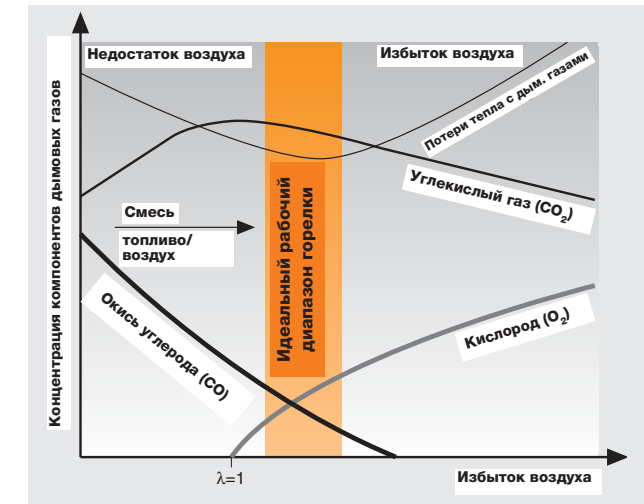 Недостаток воздуха
Избыток воздуха
Потери тепла с дым. газами
Углекислый газ (CO2)
Концентрация компонентов дымовых газов
Смесь
топливо/
воздух
Идеальный рабочий
диапазон горелки
Окись углерода (CO)
Кислород (O2)
λ=1
Избыток воздуха